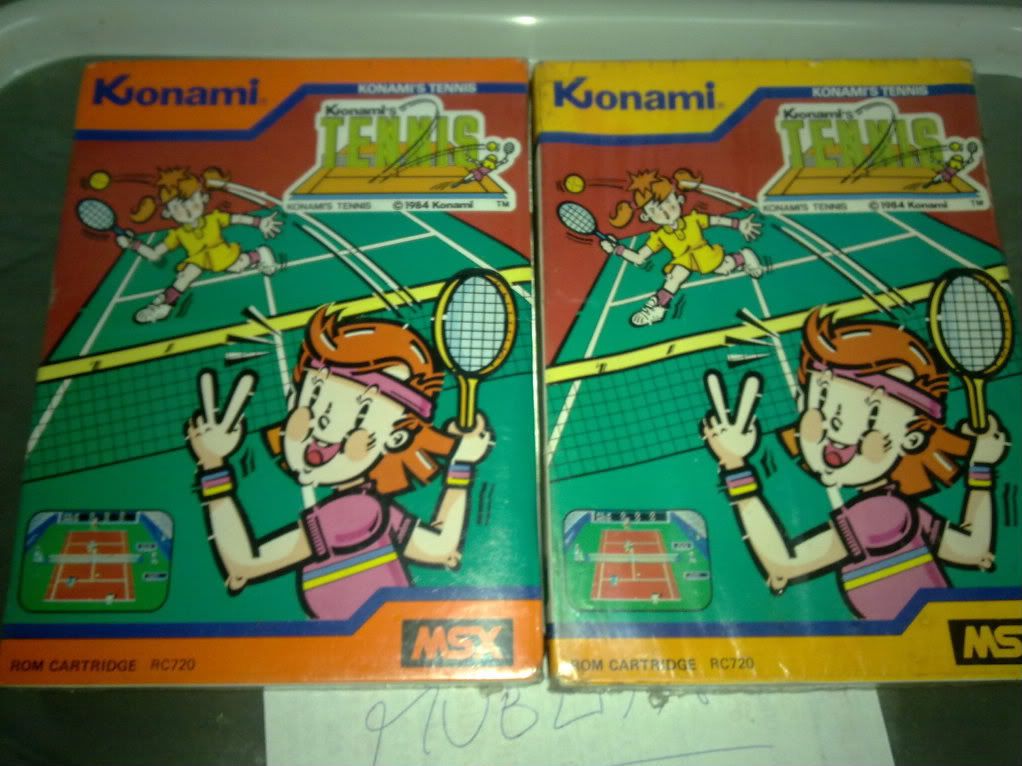 Konami
KONAMI'S TENNIS
Konami's
TENNIS
KONAMI'S TENNIS © 1984 Konami TM
MSX
ROM CARTRIDGE RC720
Konami
KONAMI'S TENNIS
Konami's
TENNIS
KONAMI'S TENNIS © 1984 Konami TM
MS
ROM CARTRIDGE RC720